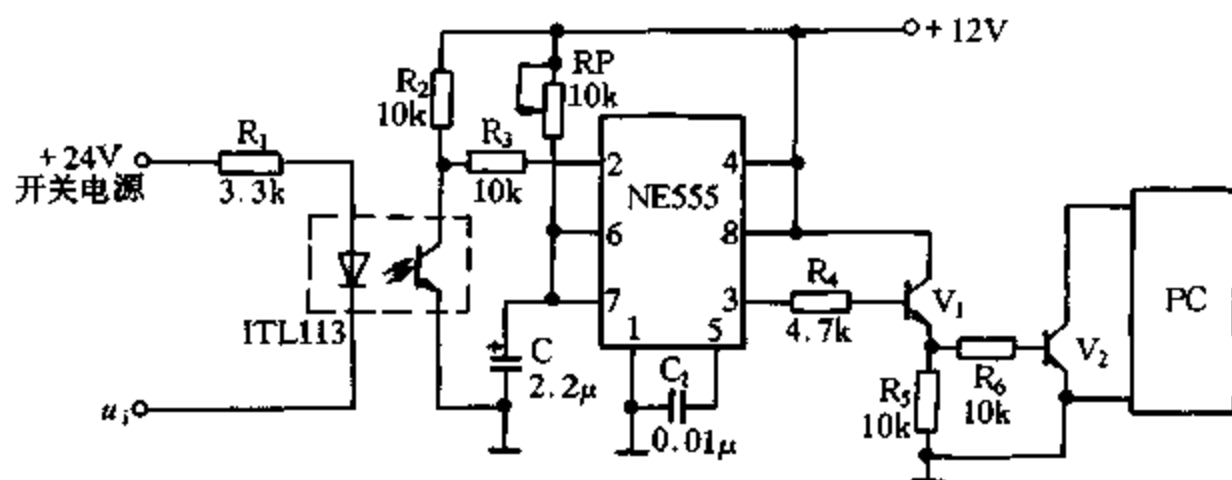 +12V
RP
10k
R2
10k
R1
3.3k
+24V
开关电源
R3
10k
2
4
NE555
6
8
7
3
1
5
R4
4.7k
V1
PC
ITL113
C
2.2μ
C1
0.01μ
R5
10k
R6
10k
V2
ui